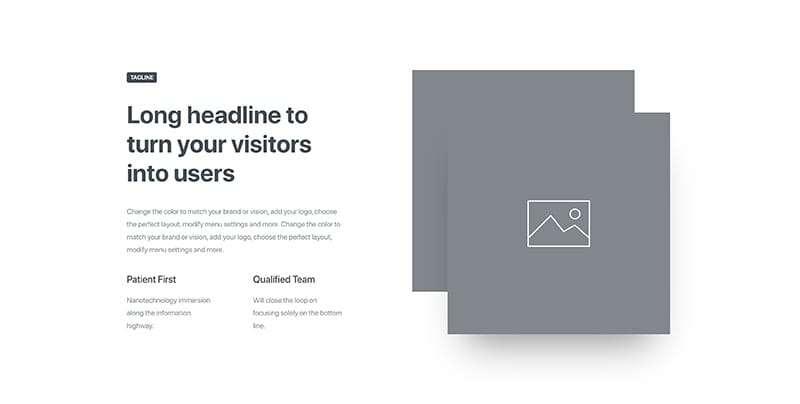 TAGLINE
Long headline to
turn your visitors
into users
Change the color to match your brand or vision, add your logo, choose
the perfect layout, modify menu settings and more. Change the color to
match your brand or vision, add your logo, choose the perfect layout,
modify menu settings and more.
Patient First
Nanotechnology immersion
along the information
highway.
Qualified Team
Will close the loop on
focusing solely on the bottom
line.